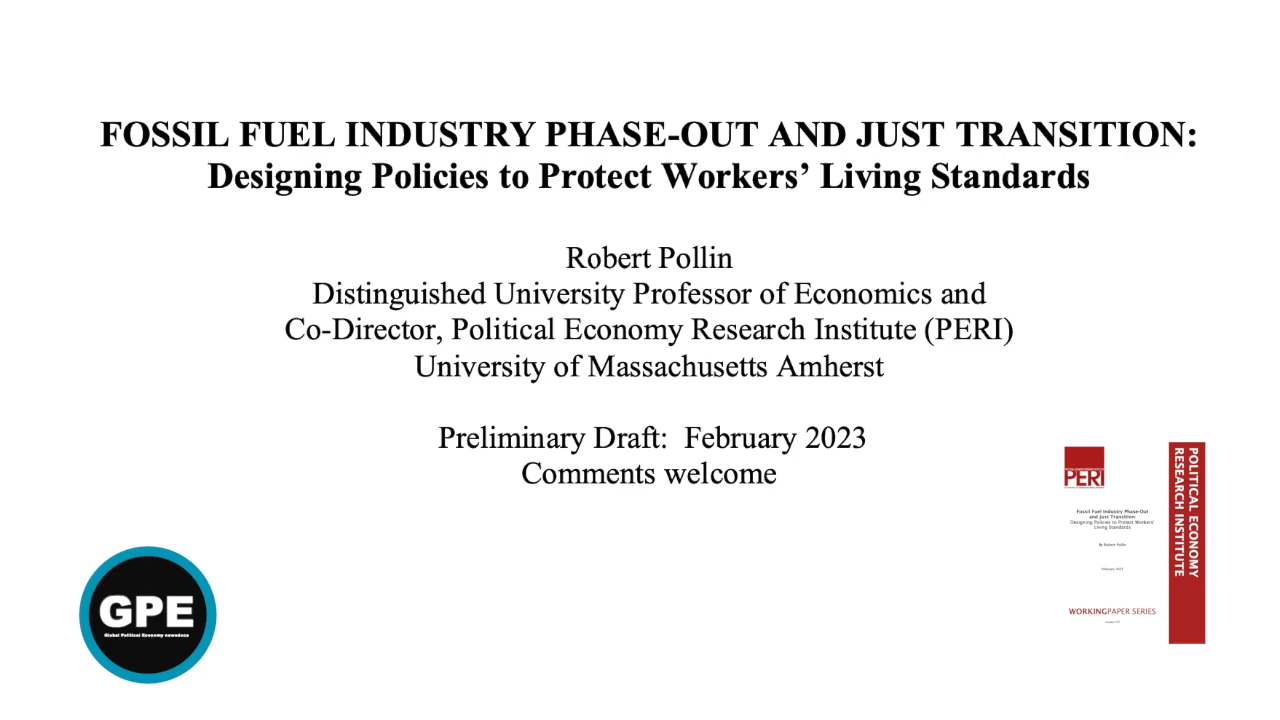 FOSSIL FUEL INDUSTRY PHASE-OUT AND JUST TRANSITION:
Designing Policies to Protect Workers’ Living Standards
Robert Pollin
Distinguished University Professor of Economics and
Co-Director, Political Economy Research Institute (PERI)
University of Massachusetts Amherst
Preliminary Draft:  February 2023
Comments welcome
PERI
Fossil Fuel Industry Phase-Out
and Just Transition:
Designing Policies to Protect Workers'
Living Standards
By Robert Pollin
February 2023
WORKINGPAPER SERIES
POLITICAL ECONOMY
RESEARCH INSTITUTE
GPE
Global Political Economy